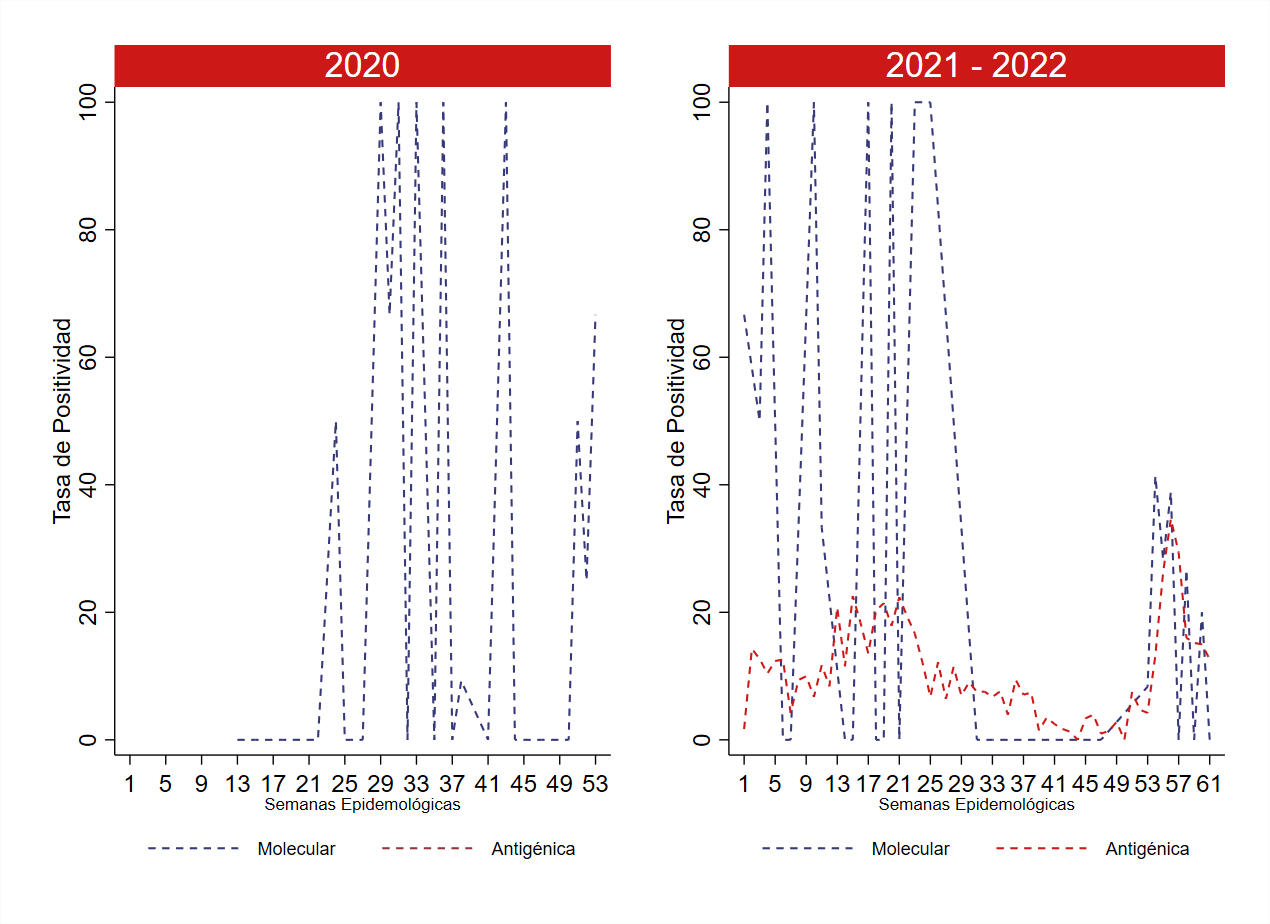 2020
Tasa de Positividad
0 20 40 60 80 100
1 5 9 13 17 21 25 29 33 37 41 45 49 53
Semanas Epidemológicas
Molecular Antigénica
2021 - 2022
Tasa de Positividad
0 20 40 60 80 100
1 5 9 13 17 21 25 29 33 37 41 45 49 53 57 61
Semanas Epidemológicas
Molecular Antigénica